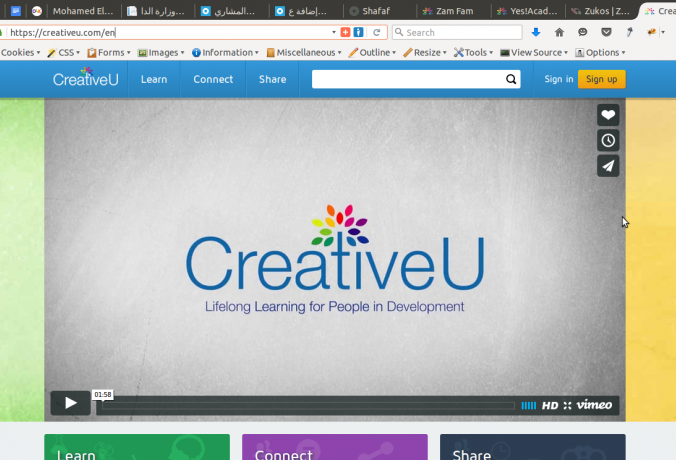 Mohamed El...
وزارة الدا...
المشاري...
إضافة ع...
Shafaf
Zam Fam
Yes!Acad...
Zukos | Z...
Crea
https://creativeu.com/en
Search
Cookies CSS Forms Images Information Miscellaneous Outline Resize Tools View Source Options
CreativeU Learn Connect Share Sign in Sign up
CreativeU
Lifelong Learning for People in Development
01:58
HD vimeo
Learn Connect Share